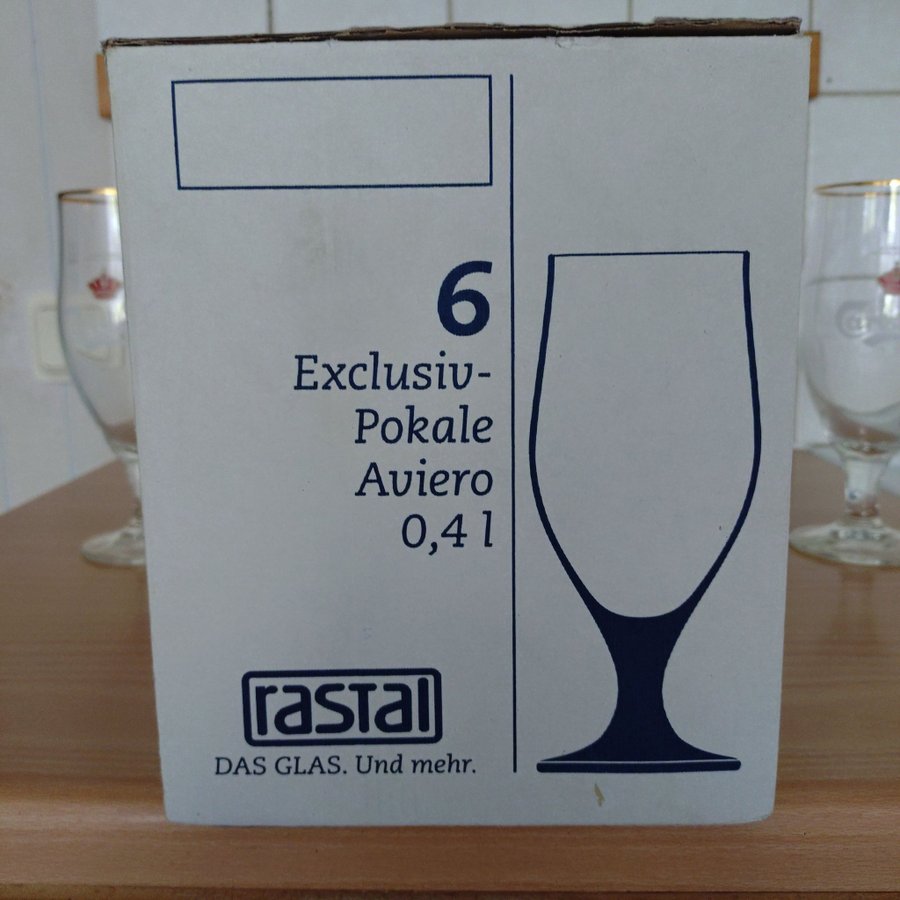 6
Exclusiv-
Pokale
Aviero
0,4 l
rastal
DAS GLAS. Und mehr.